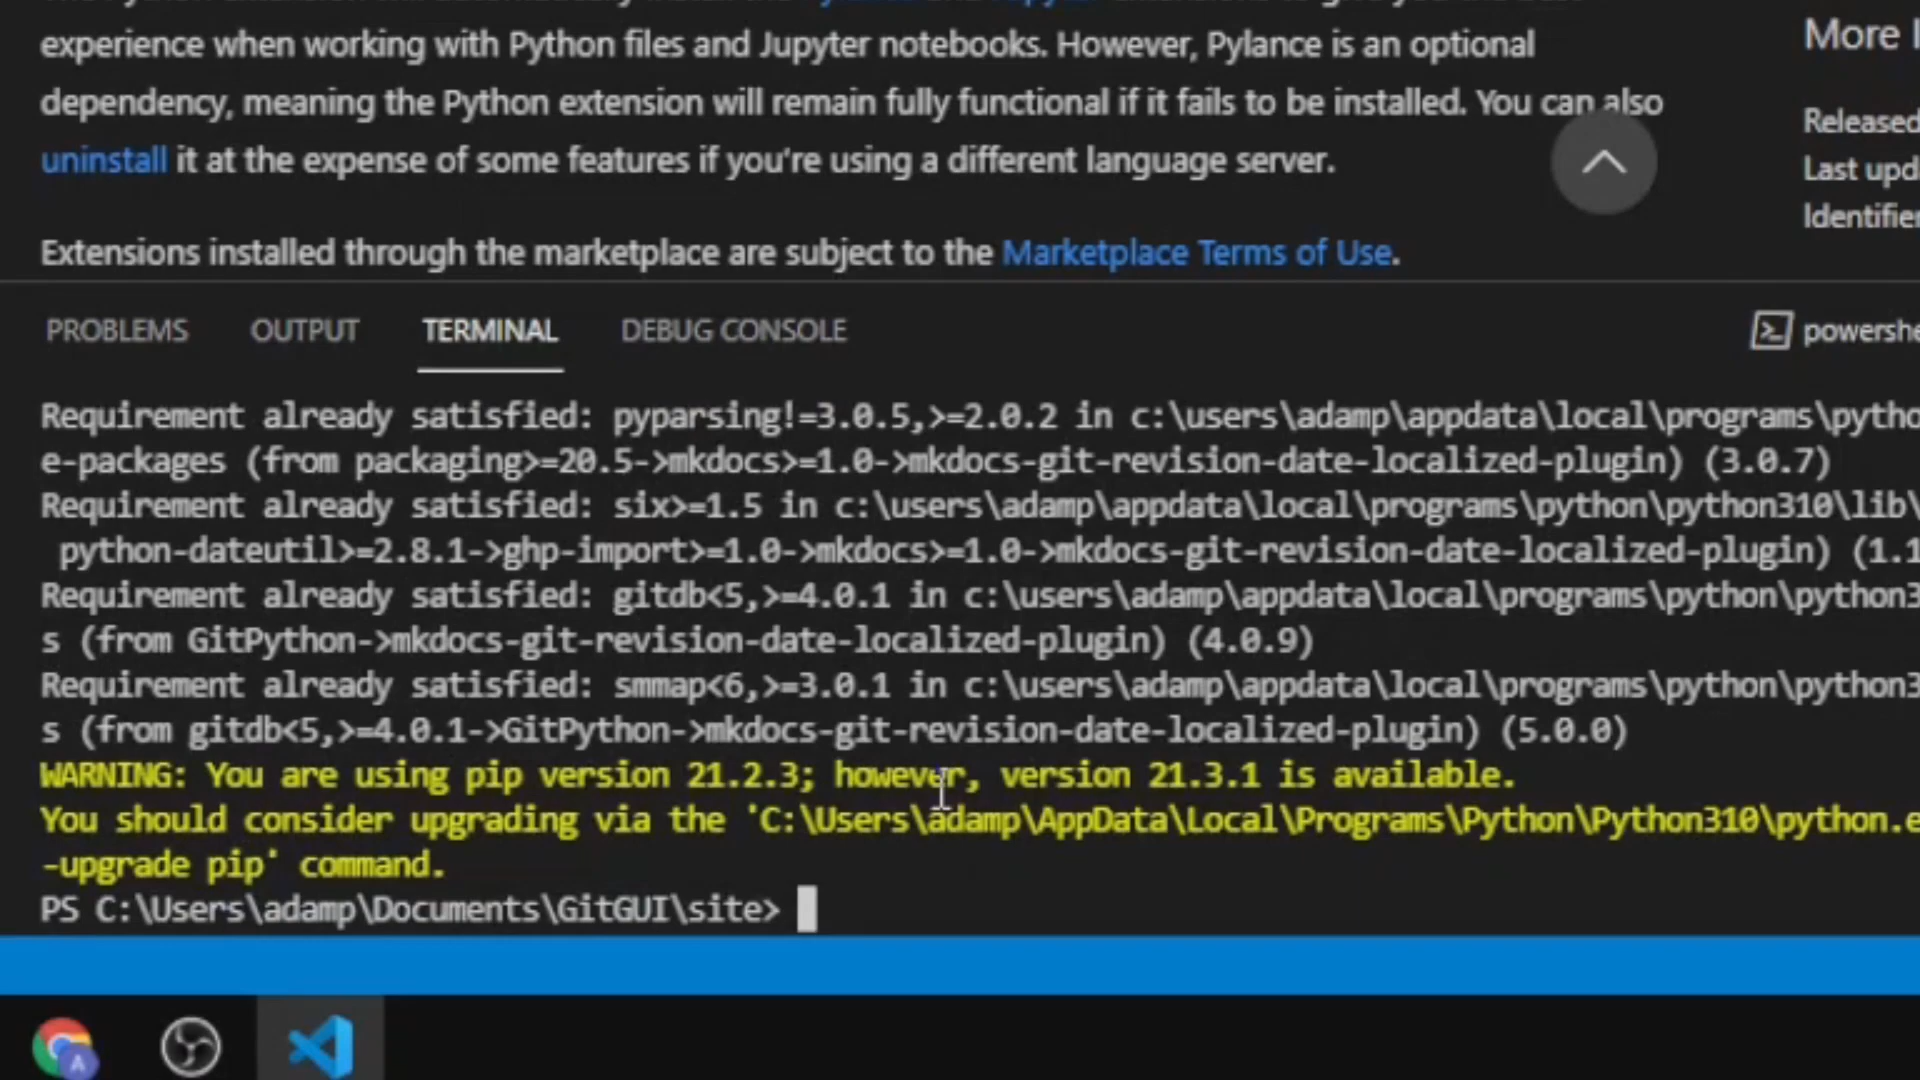 experience when working with Python files and Jupyter notebooks. However, Pylance is an optional
dependency, meaning the Python extension will remain fully functional if it fails to be installed. You can also
uninstall it at the expense of some features if you're using a different language server.
Extensions installed through the marketplace are subject to the Marketplace Terms of Use.
More I
Released
Last upd
Identifier
PROBLEMS OUTPUT TERMINAL DEBUG CONSOLE powershe
Requirement already satisfied: pyparsing!=3.0.5,>=2.0.2 in c:\users\adamp\appdata\local\programs\pytho
e-packages (from packaging>=20.5->mkdocs>=1.0->mkdocs-git-revision-date-localized-plugin) (3.0.7)
Requirement already satisfied: six>=1.5 in c:\users\adamp\appdata\local\programs\python\python310\lib\
python-dateutil>=2.8.1->ghp-import>=1.0->mkdocs>=1.0->mkdocs-git-revision-date-localized-plugin) (1.1
Requirement already satisfied: gitdb<5,>=4.0.1 in c:\users\adamp\appdata\local\programs\python\python3
s (from GitPython->mkdocs-git-revision-date-localized-plugin) (4.0.9)
Requirement already satisfied: smmap<6,>=3.0.1 in c:\users\adamp\appdata\local\programs\python\python3
s (from gitdb<5,>=4.0.1->GitPython->mkdocs-git-revision-date-localized-plugin) (5.0.0)
WARNING: You are using pip version 21.2.3; however, version 21.3.1 is available.
You should consider upgrading via the 'C:\Users\adamp\AppData\Local\Programs\Python\Python310\python.e
-upgrade pip' command.
PS C:\Users\adamp\Documents\GitGUI\site>
A